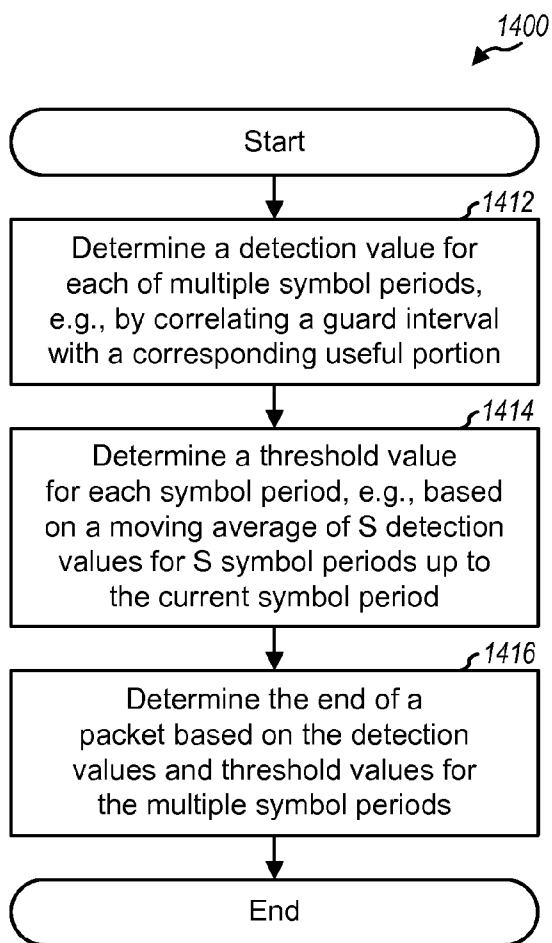 1400
Start
1412
Determine a detection value for
each of multiple symbol periods,
e.g., by correlating a guard interval
with a corresponding useful portion
1414
Determine a threshold value
for each symbol period, e.g., based
on a moving average of S detection
values for S symbol periods up to
the current symbol period
1416
Determine the end of a
packet based on the detection
values and threshold values for
the multiple symbol periods
End